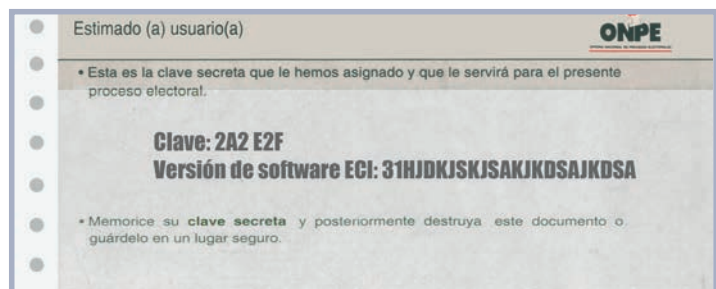 Estimado (a) usuario(a)
ONPE
• Esta es la clave secreta que le hemos asignado y que le servirá para el presente
proceso electoral.
Clave: 2A2 E2F
Versión de software ECI: 31HJDKJSKJSAKJKDSAJKDSA
• Memorice su clave secreta y posteriormente destruya este documento o
guárdelo en un lugar seguro.